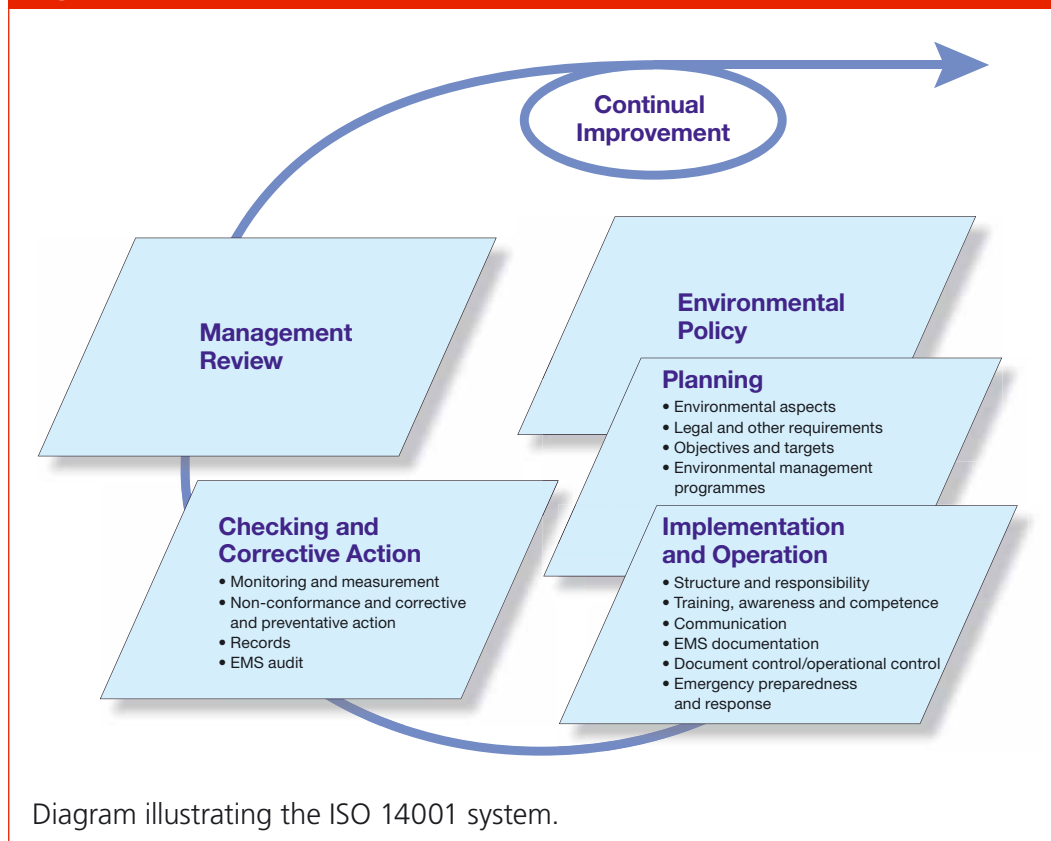 Continual
Improvement
Management
Review
Environmental
Policy
Planning
• Environmental aspects
• Legal and other requirements
• Objectives and targets
• Environmental management
programmes
Checking and
Corrective Action
• Monitoring and measurement
• Non-conformance and corrective
and preventative action
• Records
• EMS audit
Implementation
and Operation
• Structure and responsibility
• Training, awareness and competence
• Communication
• EMS documentation
• Document control/operational control
• Emergency preparedness
and response
Diagram illustrating the ISO 14001 system.